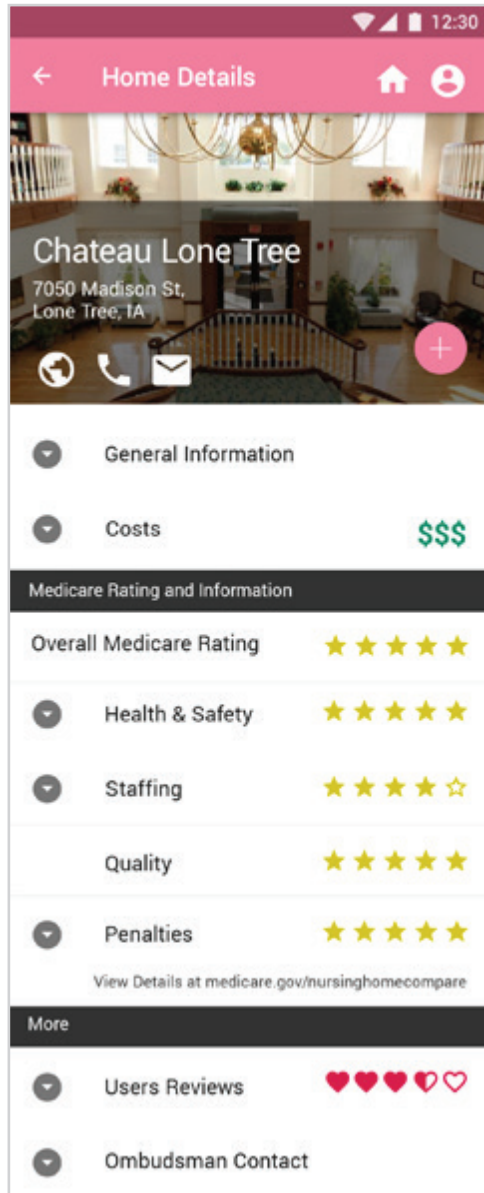 12:30
Home Details
Chateau Lone Tree
7050 Madison St,
Lone Tree, IA
General Information
Costs
$$$
Medicare Rating and Information
Overall Medicare Rating
Health & Safety
Staffing
Quality
Penalties
View Details at medicare.gov/nursinghomecompare
More
Users Reviews
Ombudsman Contact